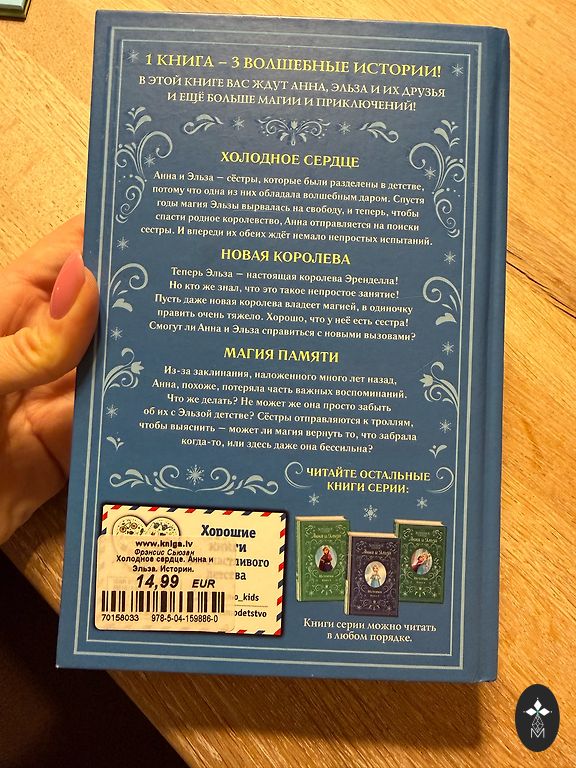 1 КНИГА – 3 ВОЛШЕБНЫЕ ИСТОРИИ!
В ЭТОЙ КНИГЕ ВАС ЖДУТ АННА, ЭЛЬЗА И ИХ ДРУЗЬЯ
И ЕЩЁ БОЛЬШЕ МАГИИ И ПРИКЛЮЧЕНИЙ!
ХОЛОДНОЕ СЕРДЦЕ
Анна и Эльза – сёстры, которые были разделены в детстве,
потому что одна из них обладала волшебным даром. Спустя
годы магия Эльзы вырвалась на свободу, и теперь, чтобы
спасти родное королевство, Анна отправляется на поиски
сестры. И впереди их обеих ждёт немало непростых испытаний.
НОВАЯ КОРОЛЕВА
Теперь Эльза – настоящая королева Эренделла!
Но кто же знал, что это такое непростое занятие!
Пусть даже новая королева владеет магией, в одиночку
править очень тяжело. Хорошо, что у неё есть сестра!
Смогут ли Анна и Эльза справиться с новыми вызовами?
МАГИЯ ПАМЯТИ
Из-за заклинания, наложенного много лет назад,
Анна, похоже, потеряла часть важных воспоминаний.
Что же делать? Не может же она просто забыть
об их с Эльзой детстве? Сёстры отправляются к троллям,
чтобы выяснить – может ли магия вернуть то, что забрала
когда-то, или здесь даже она бессильна?
ЧИТАЙТЕ ОСТАЛЬНЫЕ
КНИГИ СЕРИИ:
Анна и Эльза
Анна и Эльза
Анна и Эльза
Книги серии можно читать
в любом порядке.
Хорошие
книги
www.kniga.lv
Фрэнсис Сьюзан
Холодное сердце. Анна и
Эльза. Истории.
14,99 EUR
70158033 978-5-04-159886-0
M